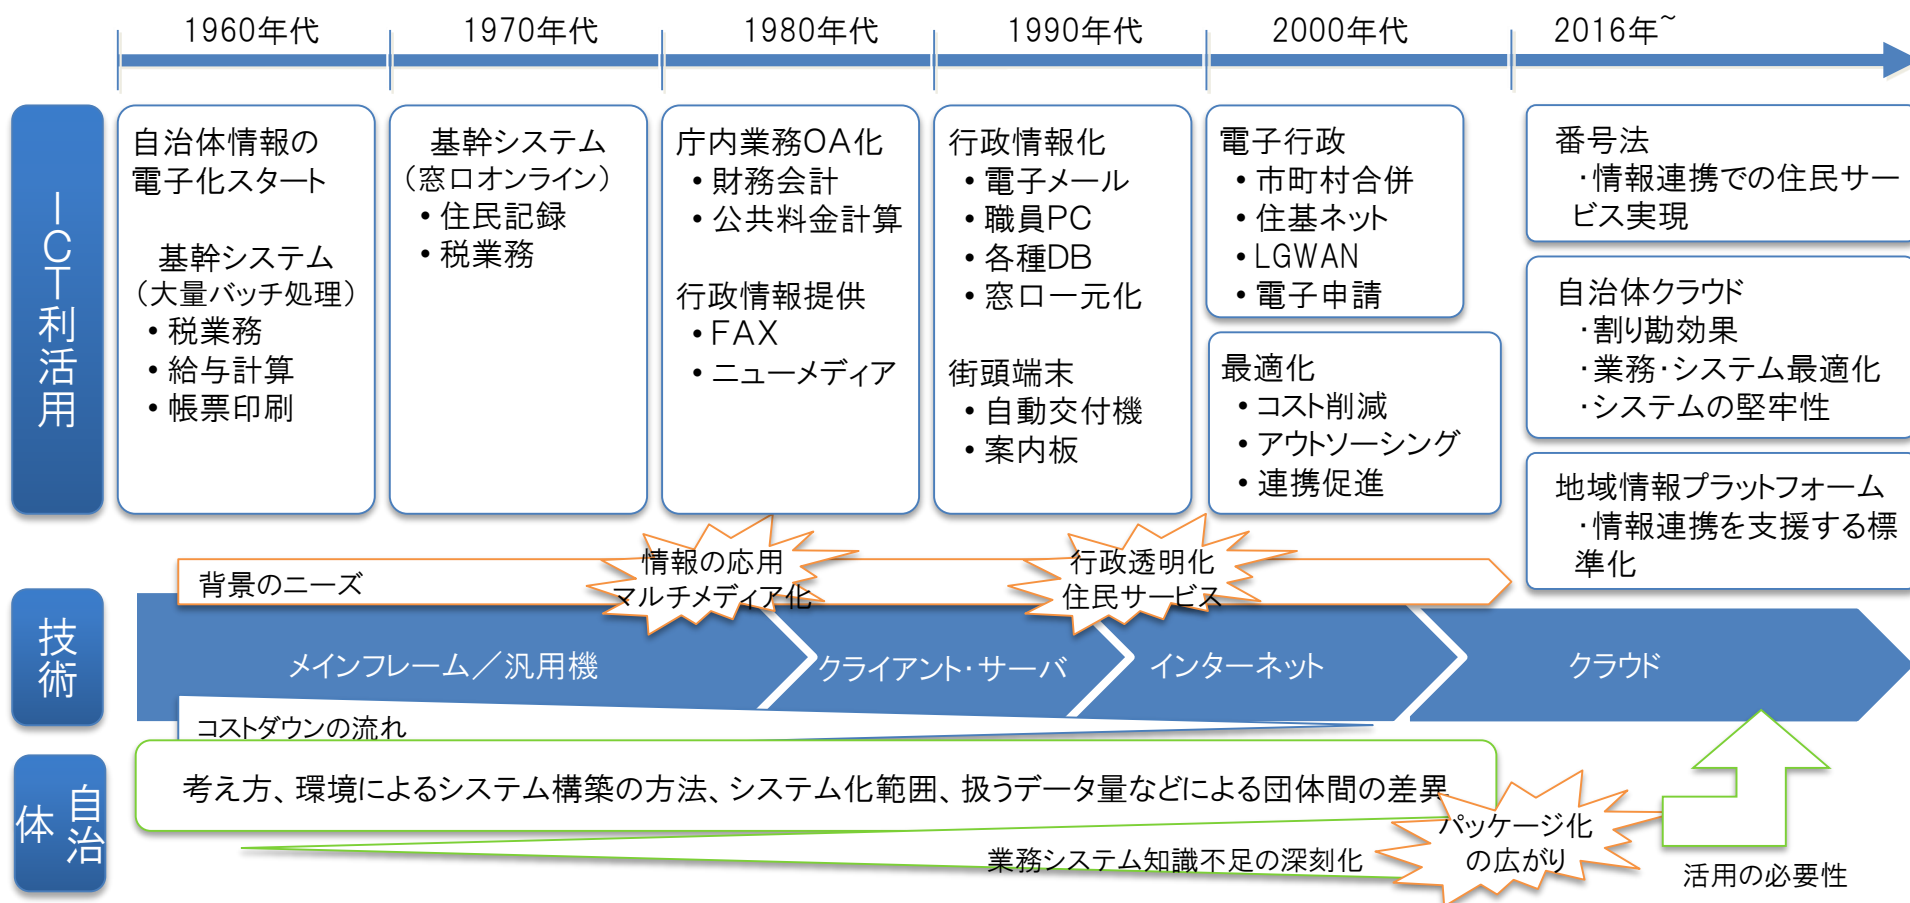 1960年代
1970年代
1980年代
1990年代
2000年代
2016年~
ICT利活用
自治体情報の
電子化スタート
基幹システム
（大量バッチ処理）
• 税業務
• 給与計算
• 帳票印刷
基幹システム
（窓口オンライン）
• 住民記録
• 税業務
庁内業務OA化
• 財務会計
• 公共料金計算
行政情報提供
• FAX
• ニューメディア
行政情報化
• 電子メール
• 職員PC
• 各種DB
• 窓口一元化
街頭端末
• 自動交付機
• 案内板
電子行政
• 市町村合併
• 住基ネット
• LGWAN
• 電子申請
最適化
• コスト削減
• アウトソーシング
• 連携促進
番号法
・情報連携での住民サー
ビス実現
自治体クラウド
・割り勘効果
・業務・システム最適化
・システムの堅牢性
地域情報プラットフォーム
・情報連携を支援する標
準化
技術
背景のニーズ
情報の応用
マルチメディア化
行政透明化
住民サービス
メインフレーム／汎用機
クライアント・サーバ
インターネット
クラウド
コストダウンの流れ
自治体
考え方、環境によるシステム構築の方法、システム化範囲、扱うデータ量などによる団体間の差異
業務システム知識不足の深刻化
パッケージ化
の広がり
活用の必要性